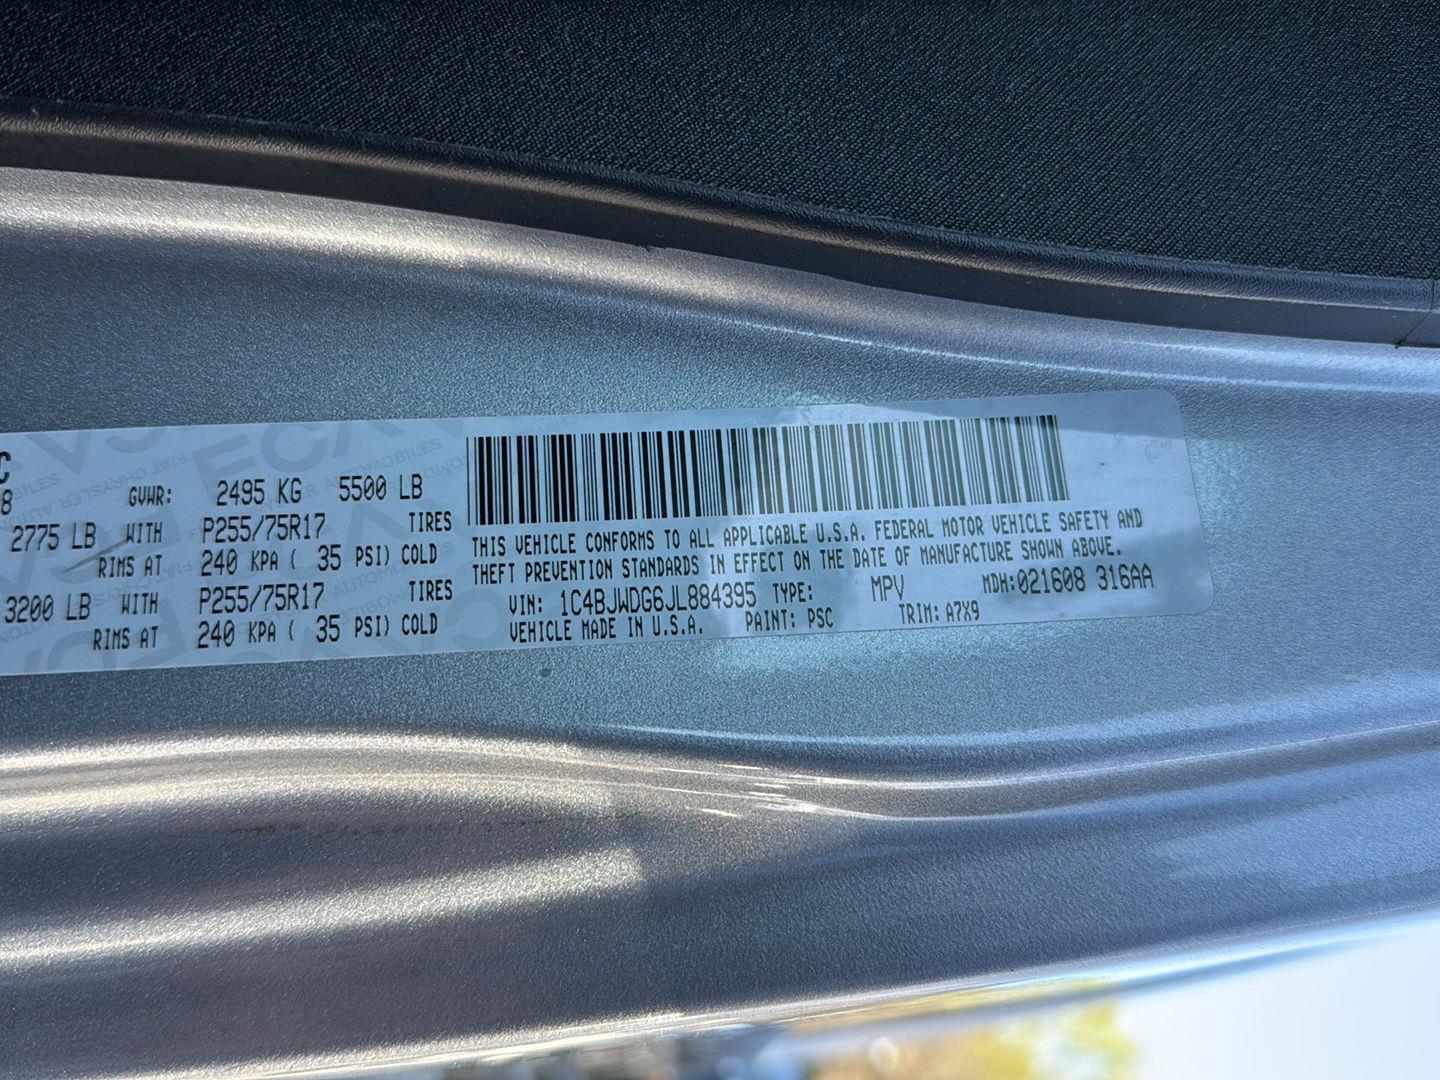 C
8 GVWR: 2495 KG 5500 LB
2775 LB WITH P255/75R17 TIRES
RIMS AT 240 KPA ( 35 PSI) COLD
3200 LB WITH P255/75R17 TIRES
RIMS AT 240 KPA ( 35 PSI) COLD
THIS VEHICLE CONFORMS TO ALL APPLICABLE U.S.A. FEDERAL MOTOR VEHICLE SAFETY AND
THEFT PREVENTION STANDARDS IN EFFECT ON THE DATE OF MANUFACTURE SHOWN ABOVE.
VIN: 1C4BJWDG6JL884395 TYPE: MPV MDH:021608 316AA
VEHICLE MADE IN U.S.A. PAINT: PSC TRIM: A7X9